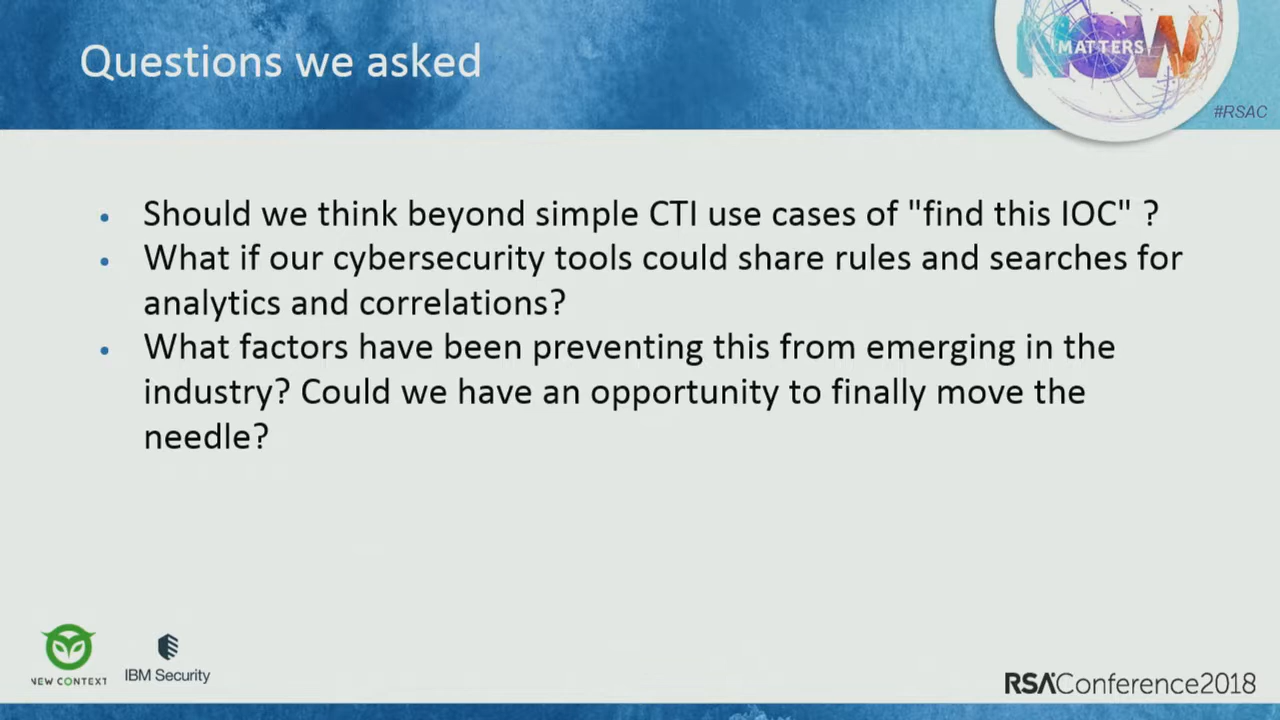 Questions we asked
NOW
MATTERS
#RSAC
• Should we think beyond simple CTI use cases of "find this IOC" ?
• What if our cybersecurity tools could share rules and searches for
analytics and correlations?
• What factors have been preventing this from emerging in the
industry? Could we have an opportunity to finally move the
needle?
NEW CONTEXT
IBM Security
RSAConference2018